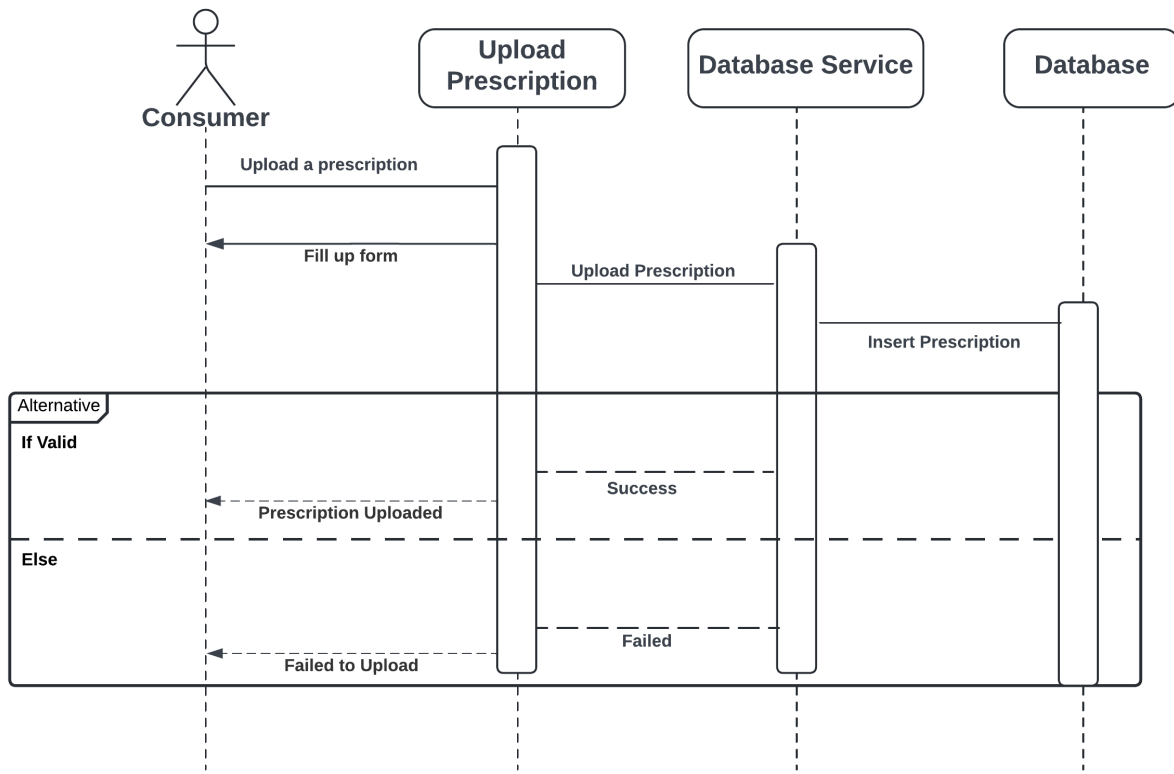 Upload
Prescription
Database Service
Database
Consumer
Upload a prescription
Fill up form
Upload Prescription
Insert Prescription
Alternative
If Valid
Success
Prescription Uploaded
Else
Failed
Failed to Upload